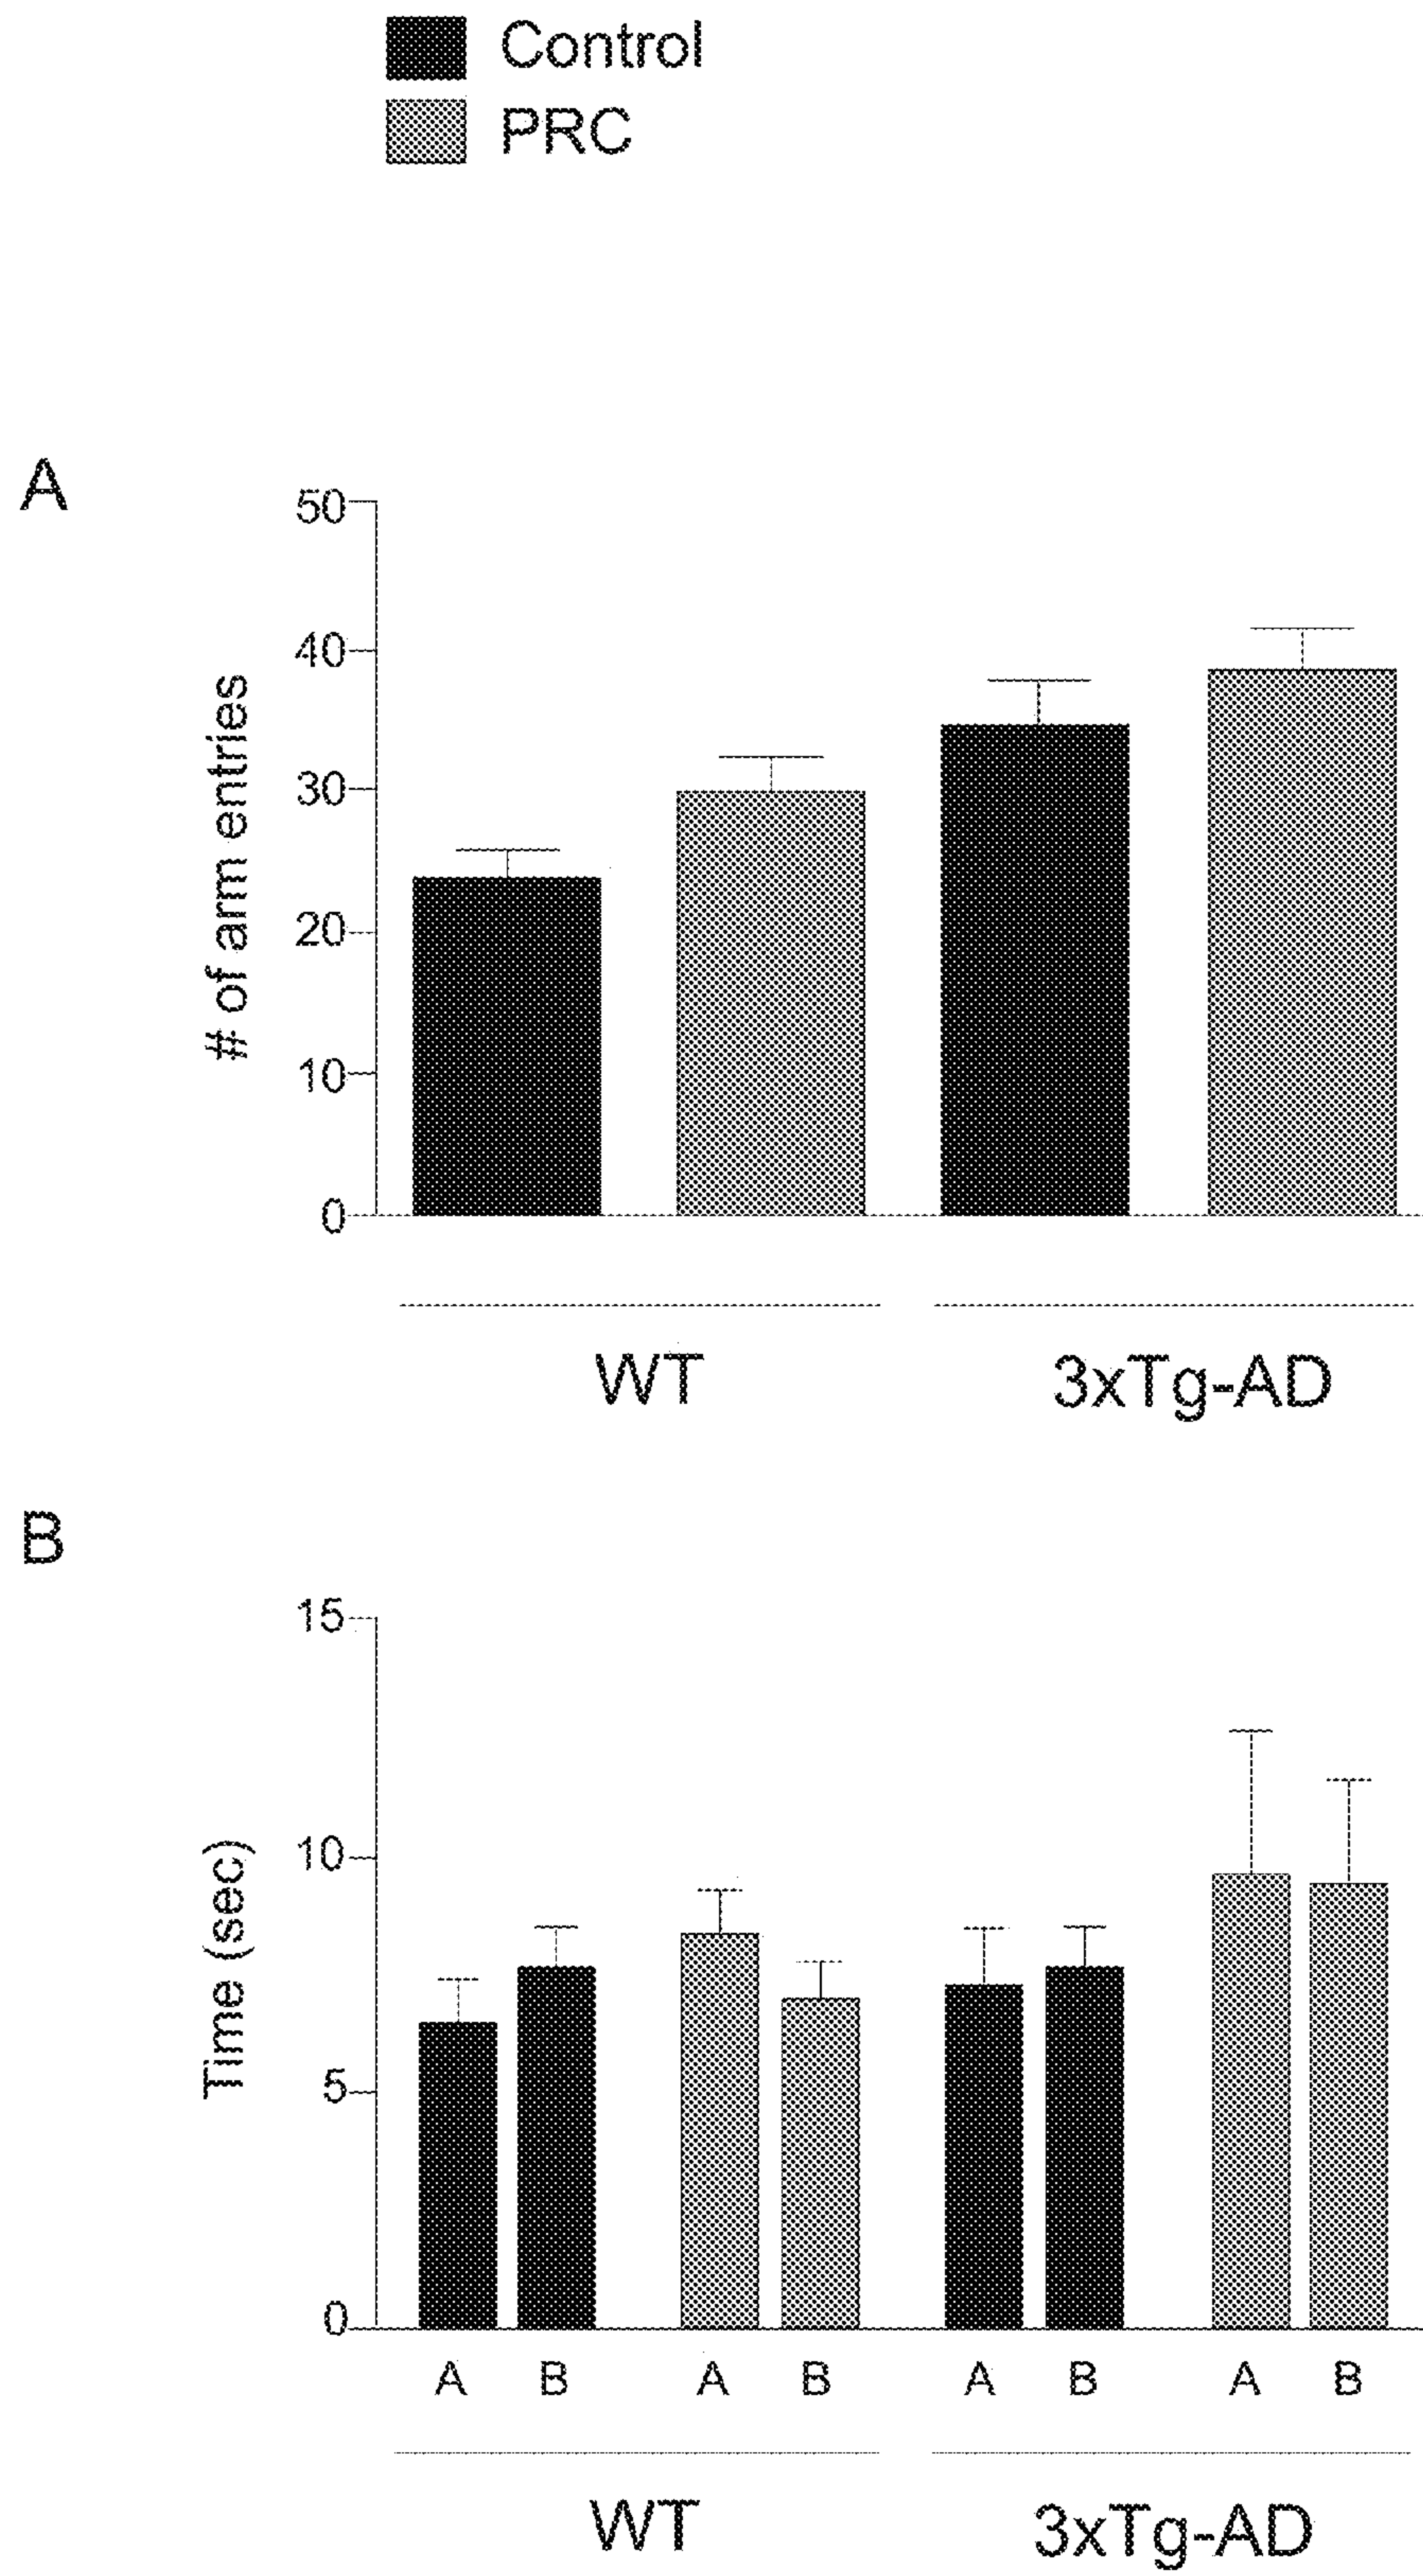 Control
PRC
A
50
40
30
20
10
0
# of arm entries
WT
3xTg-AD
B
15
10
5
0
Time (sec)
A B A B A B A B
WT
3xTg-AD